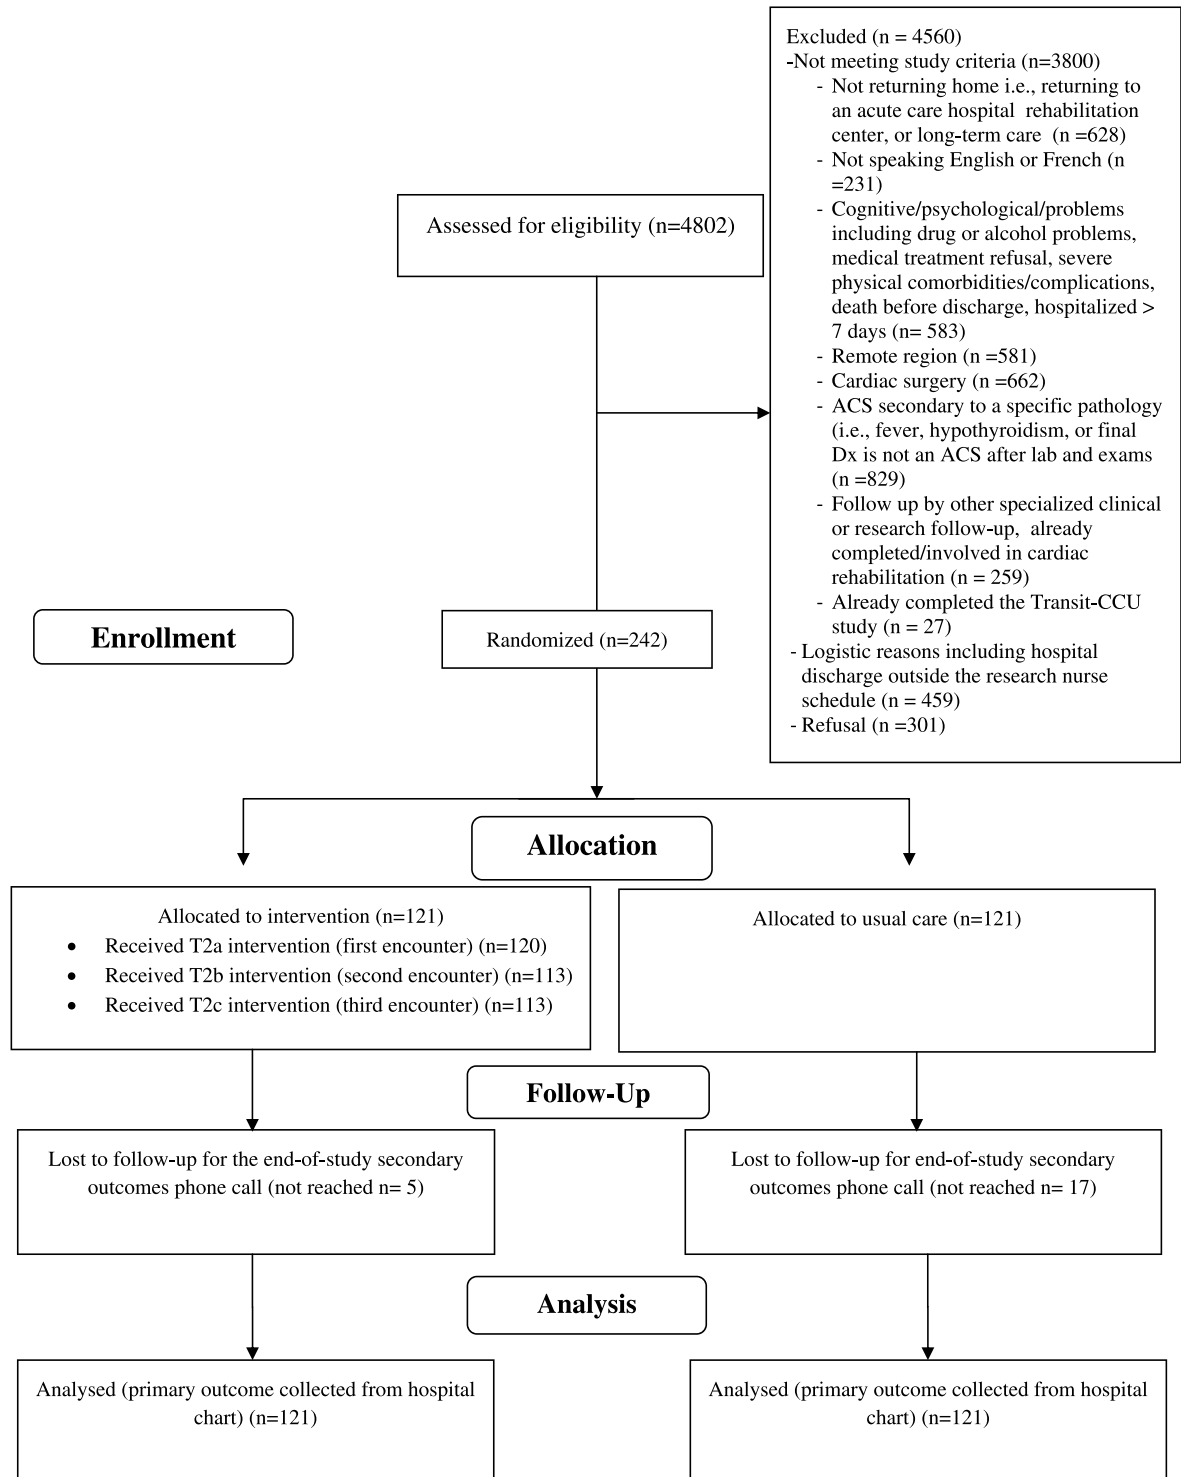 Excluded (n = 4560)
-Not meeting study criteria (n=3800)
- Not returning home i.e., returning to
an acute care hospital rehabilitation
center, or long-term care (n =628)
- Not speaking English or French (n
=231)
- Cognitive/psychological/problems
including drug or alcohol problems,
medical treatment refusal, severe
physical comorbidities/complications,
death before discharge, hospitalized >
7 days (n= 583)
- Remote region (n =581)
- Cardiac surgery (n =662)
- ACS secondary to a specific pathology
(i.e., fever, hypothyroidism, or final
Dx is not an ACS after lab and exams
(n =829)
- Follow up by other specialized clinical
or research follow-up, already
completed/involved in cardiac
rehabilitation (n = 259)
- Already completed the Transit-CCU
study (n = 27)
- Logistic reasons including hospital
discharge outside the research nurse
schedule (n = 459)
- Refusal (n =301)
Assessed for eligibility (n=4802)
Enrollment
Randomized (n=242)
Allocation
Allocated to intervention (n=121)
• Received T2a intervention (first encounter) (n=120)
• Received T2b intervention (second encounter) (n=113)
• Received T2c intervention (third encounter) (n=113)
Allocated to usual care (n=121)
Follow-Up
Lost to follow-up for the end-of-study secondary
outcomes phone call (not reached n= 5)
Lost to follow-up for end-of-study secondary
outcomes phone call (not reached n= 17)
Analysis
Analysed (primary outcome collected from hospital
chart) (n=121)
Analysed (primary outcome collected from hospital
chart) (n=121)